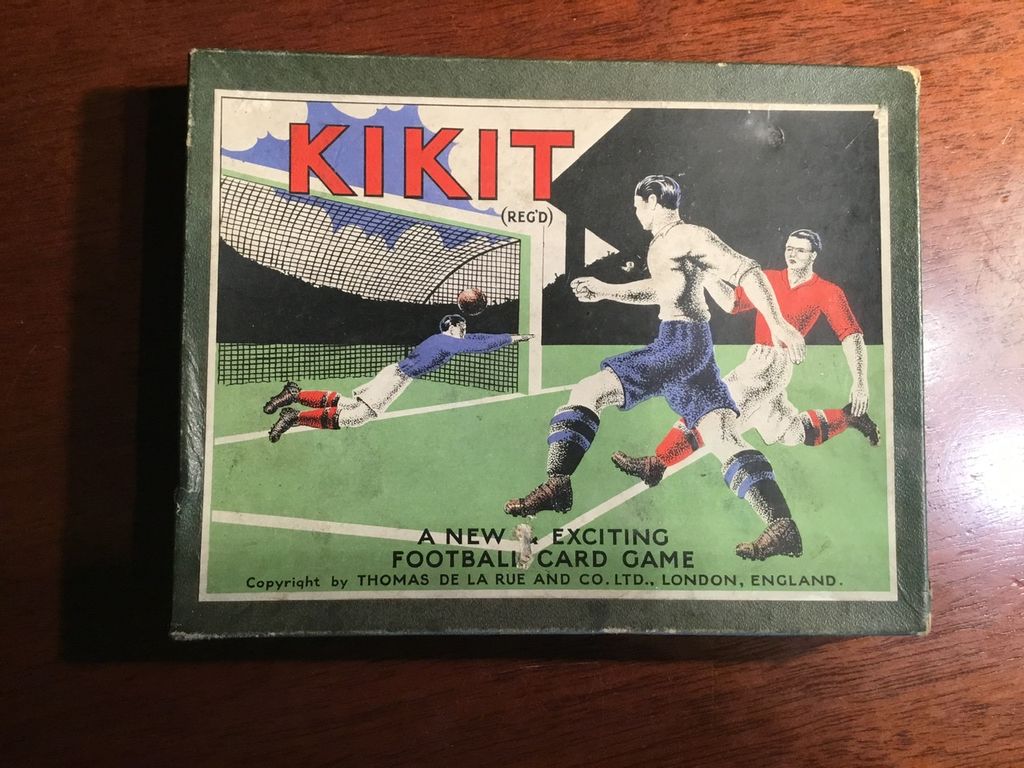 KIKIT
(REG'D)
A NEW & EXCITING
FOOTBALL CARD GAME
Copyright by THOMAS DE LA RUE AND CO. LTD., LONDON, ENGLAND.